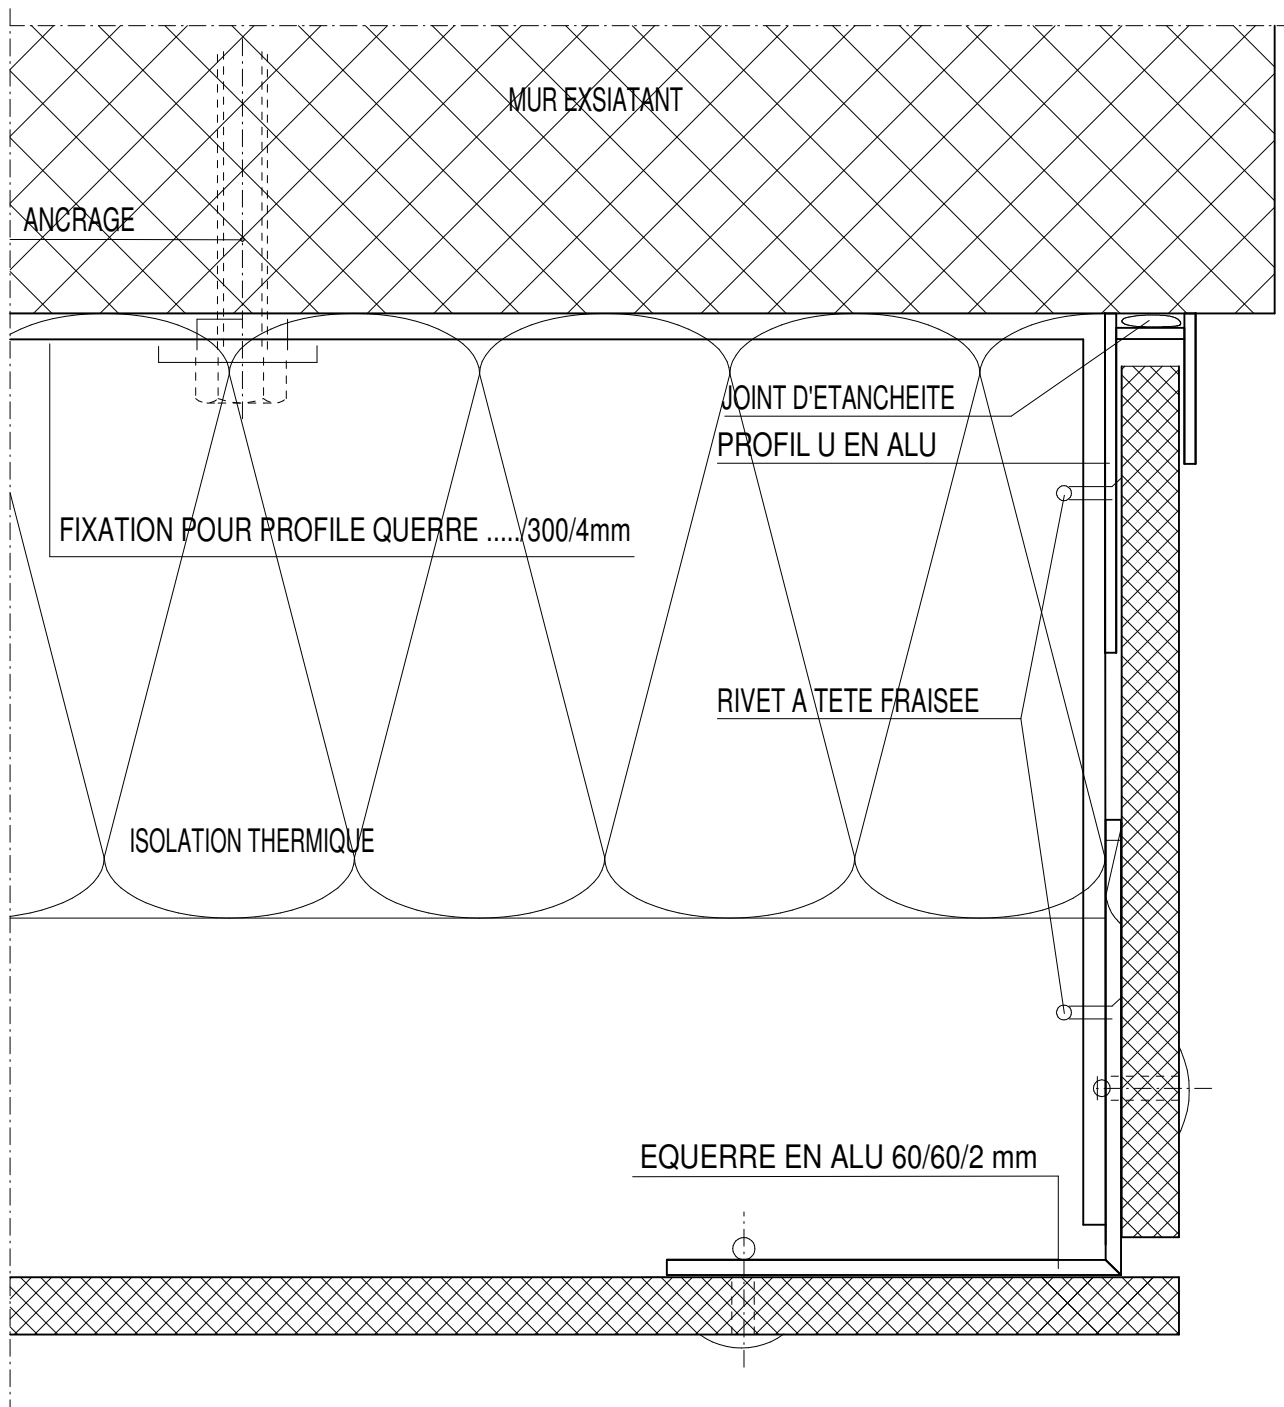 MUR EXSIATANT
ANCRAGE
JOINT D'ETANCHEITE
PROFIL U EN ALU
FIXATION POUR PROFILE QUERRE ...../300/4mm
RIVET A TETE FRAISEE
ISOLATION THERMIQUE
EQUERRE EN ALU 60/60/2 mm